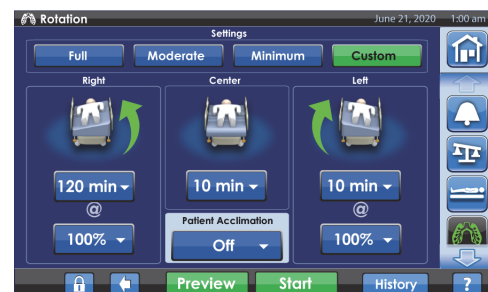 Rotation June 21, 2020 1:00 am
Settings
Full Moderate Minimum Custom
Right Center Left
120 min 10 min 10 min
@ @
100% Patient Acclimation 100%
Off
Preview Start History ?